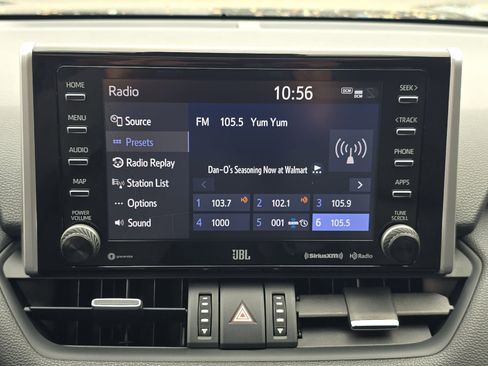 Radio 10:56 DCM DCM
HOME
MENU
AUDIO
MAP
POWER
VOLUME
Source
Presets
Radio Replay
Station List
Options
Sound
FM 105.5 Yum Yum
Dan-O's Seasoning Now at Walmart
1 103.7 2 102.1 3 105.9
4 1000 5 001 6 105.5
SEEK >
< TRACK
PHONE
APPS
TUNE
SCROLL
JBL
SiriusXM HD Radio